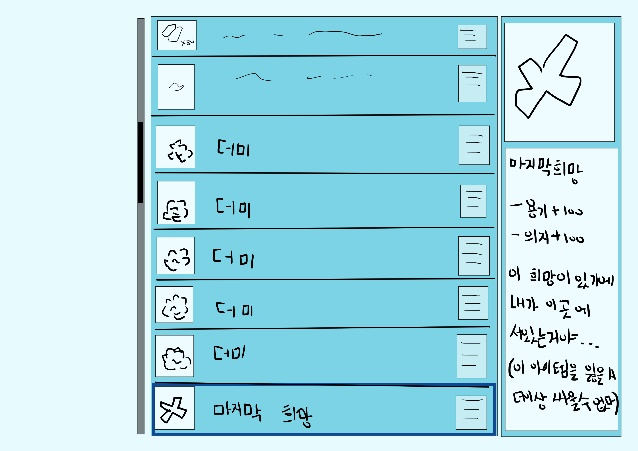 더미
더미
더미
더미
더미
마지막 희망
마지막희망
- 용기 +100
- 의지 +100
이 희망이 있기에
내가 이곳에
서있는거야...
(이 아이템을 잃을 시
더이상 싸울 수 없다)